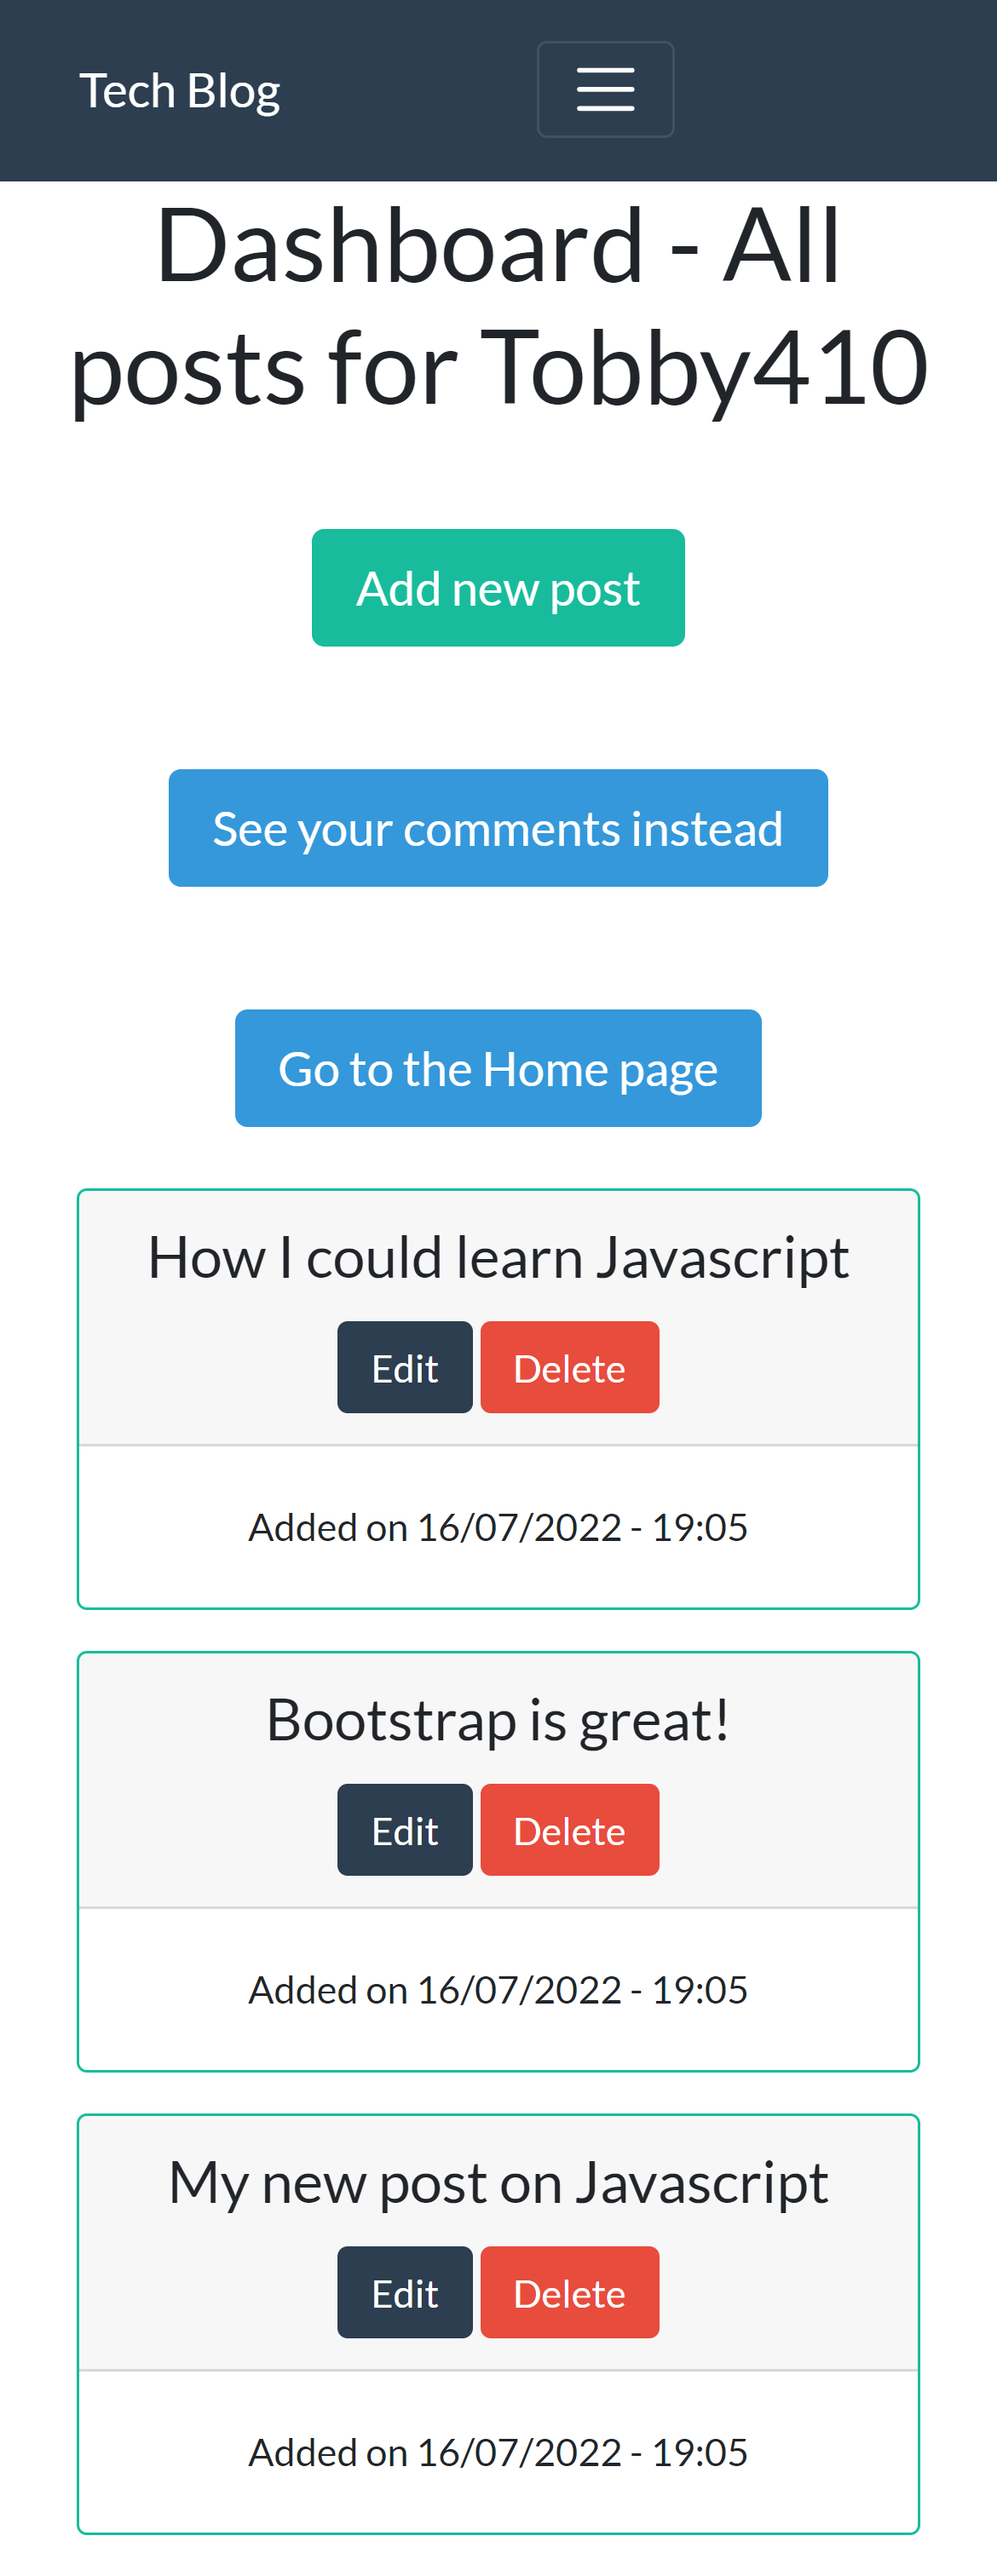 Tech Blog
Dashboard - All
posts for Tobby410
Add new post
See your comments instead
Go to the Home page
How I could learn Javascript
Edit Delete
Added on 16/07/2022 - 19:05
Bootstrap is great!
Edit Delete
Added on 16/07/2022 - 19:05
My new post on Javascript
Edit Delete
Added on 16/07/2022 - 19:05